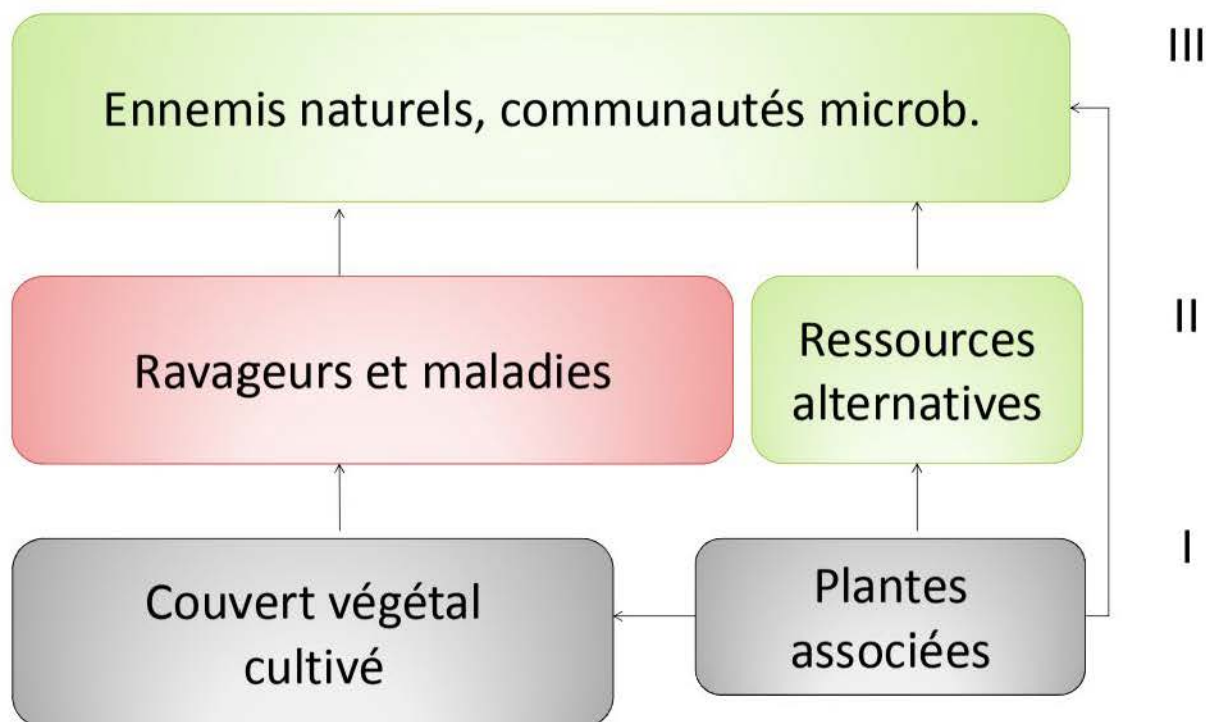 Ennemis naturels, communautés microb.
III
Ravageurs et maladies
Ressources
alternatives
II
Couvert végétal
cultivé
Plantes
associées
I